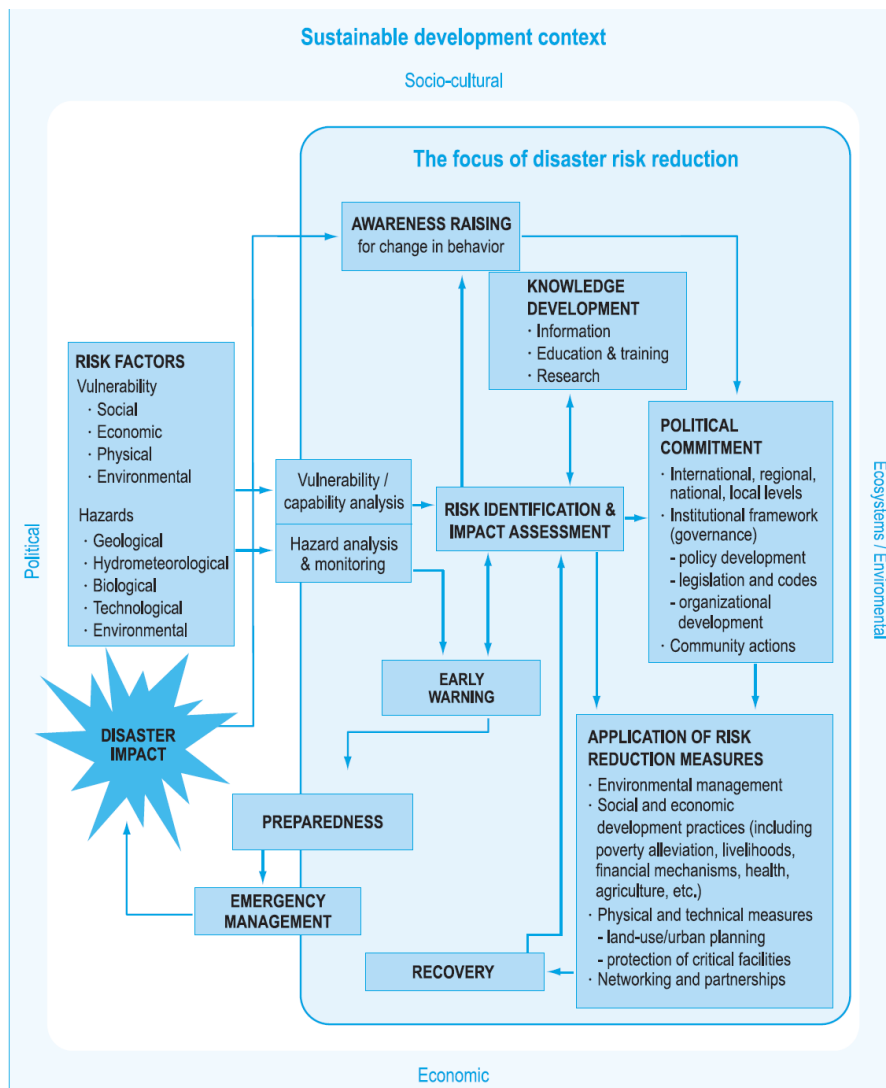 Sustainable development context
Socio-cultural
The focus of disaster risk reduction
AWARENESS RAISING
for change in behavior
KNOWLEDGE
DEVELOPMENT
· Information
· Education & training
· Research
RISK FACTORS
Vulnerability
· Social
· Economic
· Physical
· Environmental
Hazards
· Geological
· Hydrometeorological
· Biological
· Technological
· Environmental
Vulnerability /
capability analysis
Hazard analysis
& monitoring
RISK IDENTIFICATION &
IMPACT ASSESSMENT
POLITICAL
COMMITMENT
· International, regional,
national, local levels
· Institutional framework
(governance)
- policy development
- legislation and codes
- organizational
development
· Community actions
Political
Ecosystems / Enviromental
EARLY
WARNING
DISASTER
IMPACT
PREPAREDNESS
EMERGENCY
MANAGEMENT
APPLICATION OF RISK
REDUCTION MEASURES
· Environmental management
· Social and economic
development practices (including
poverty alleviation, livelihoods,
financial mechanisms, health,
agriculture, etc.)
· Physical and technical measures
- land-use/urban planning
- protection of critical facilities
· Networking and partnerships
RECOVERY
Economic